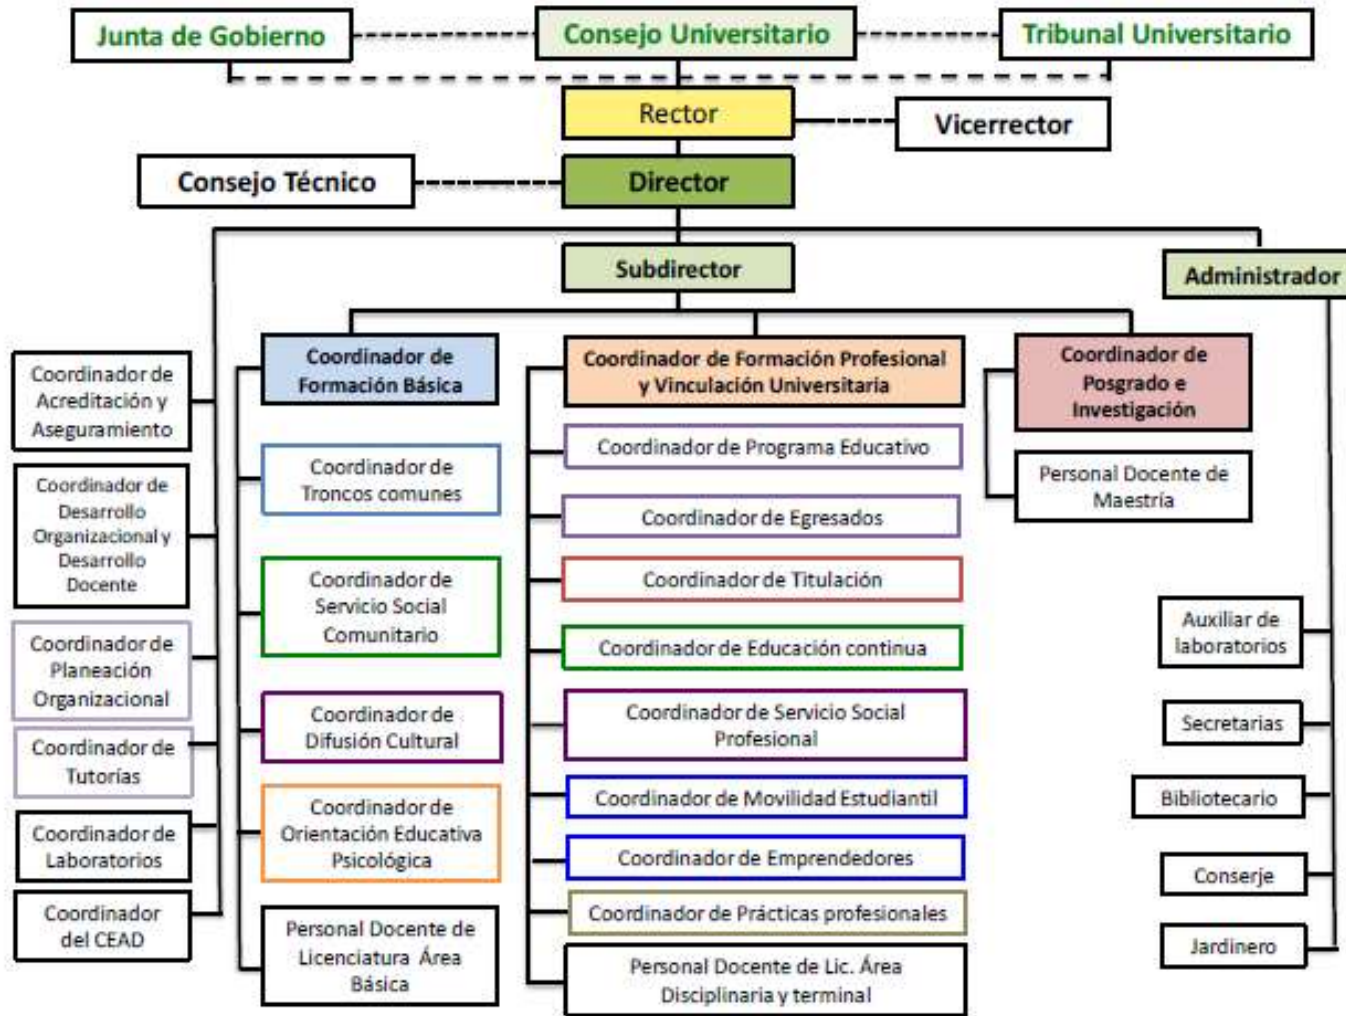 Junta de Gobierno
Consejo Universitario
Tribunal Universitario
Rector
Vicerrector
Consejo Técnico
Director
Subdirector
Administrador
Coordinador de
Acreditación y
Aseguramiento
Coordinador de
Desarrollo
Organizacional y
Desarrollo
Docente
Coordinador de
Planeación
Organizacional
Coordinador de
Tutorías
Coordinador de
Laboratorios
Coordinador
del CEAD
Coordinador de
Formación Básica
Coordinador de
Troncos comunes
Coordinador de
Servicio Social
Comunitario
Coordinador de
Difusión Cultural
Coordinador de
Orientación Educativa
Psicológica
Personal Docente de
Licenciatura Área
Básica
Coordinador de Formación Profesional
y Vinculación Universitaria
Coordinador de Programa Educativo
Coordinador de Egresados
Coordinador de Titulación
Coordinador de Educación continua
Coordinador de Servicio Social
Profesional
Coordinador de Movilidad Estudiantil
Coordinador de Emprendedores
Coordinador de Prácticas profesionales
Personal Docente de Lic. Área
Disciplinaria y terminal
Coordinador de
Posgrado e
Investigación
Personal Docente de
Maestría
Auxiliar de
laboratorios
Secretarias
Bibliotecario
Conserje
Jardinero